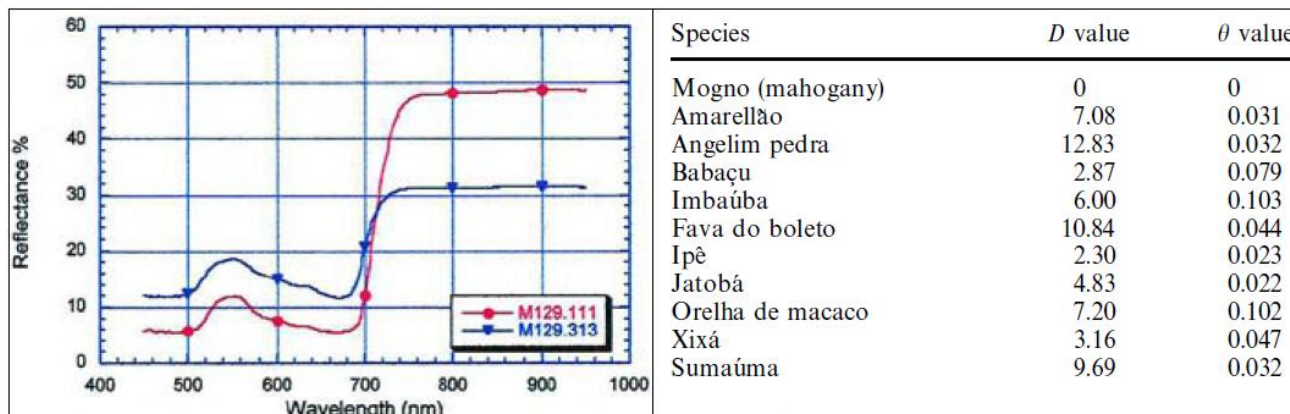 60
50
40
30
20
10
0
Reflectance %
400 500 600 700 800 900 1000
Wavelength (nm)
M129.111
M129.313
Species D value θ value
Mogno (mahogany) 0 0
Amarellão 7.08 0.031
Angelim pedra 12.83 0.032
Babaçu 2.87 0.079
Imbaúba 6.00 0.103
Fava do boleto 10.84 0.044
Ipê 2.30 0.023
Jatobá 4.83 0.022
Orelha de macaco 7.20 0.102
Xixá 3.16 0.047
Sumaúma 9.69 0.032